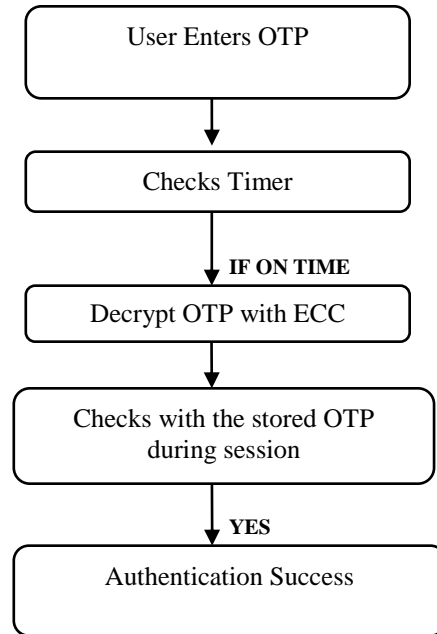 User Enters OTP
Checks Timer
IF ON TIME
Decrypt OTP with ECC
Checks with the stored OTP
during session
YES
Authentication Success